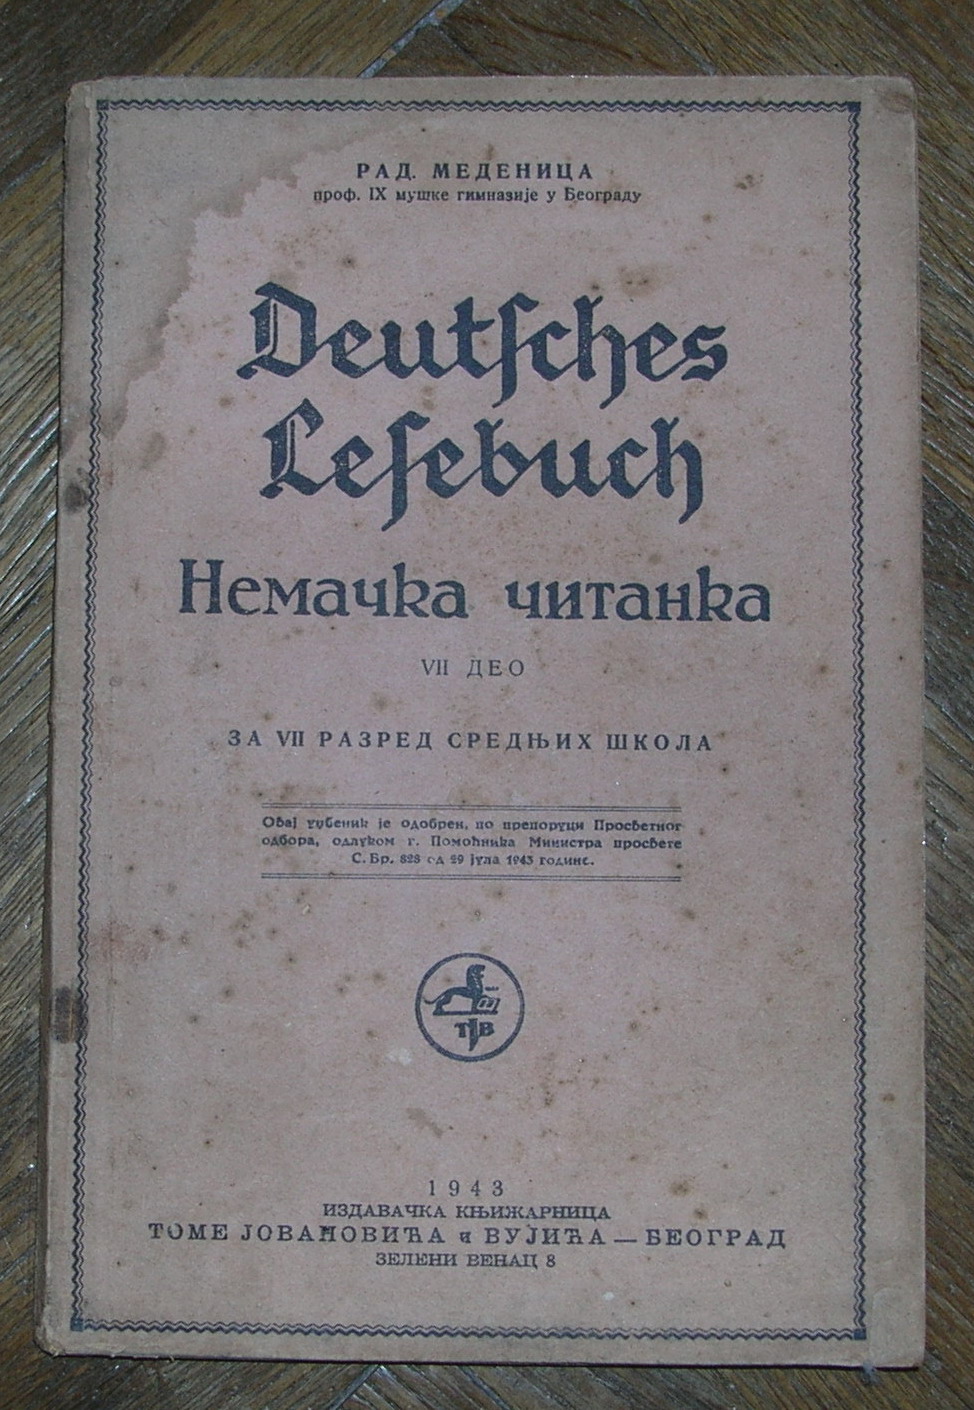 РАД. МЕДЕНИЦА
проф. IX мушке гимназије у Београду
Deutsches
Lesebuch
Немачка читанка
VII ДЕО
ЗА VII РАЗРЕД СРЕДЊИХ ШКОЛА
Овај уџбеник је одобрен, по препоруци Просветног
одбора, одлуком г. Помоћника Министра просвете
С. Бр. 828 од 29 јула 1943 године.
ТЈВ
1943
ИЗДАВАЧКА КЊИЖАРНИЦА
ТОМЕ ЈОВАНОВИЋА и ВУЈИЋА — БЕОГРАД
ЗЕЛЕНИ ВЕНАЦ 8